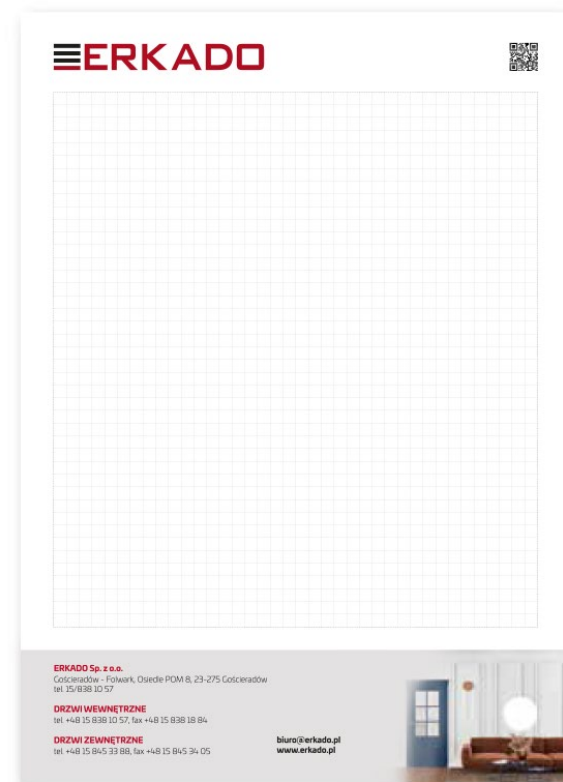 ERKADO
ERKADO Sp. z o.o.
Gościeradów - Folwark, Osiedle POM 8, 23-275 Gościeradów
tel. 15/838 10 57
DRZWI WEWNĘTRZNE
tel +48 15 838 10 57, fax +48 15 838 18 84
DRZWI ZEWNĘTRZNE
tel +48 15 845 33 88, fax +48 15 845 34 05
biuro@erkado.pl
www.erkado.pl